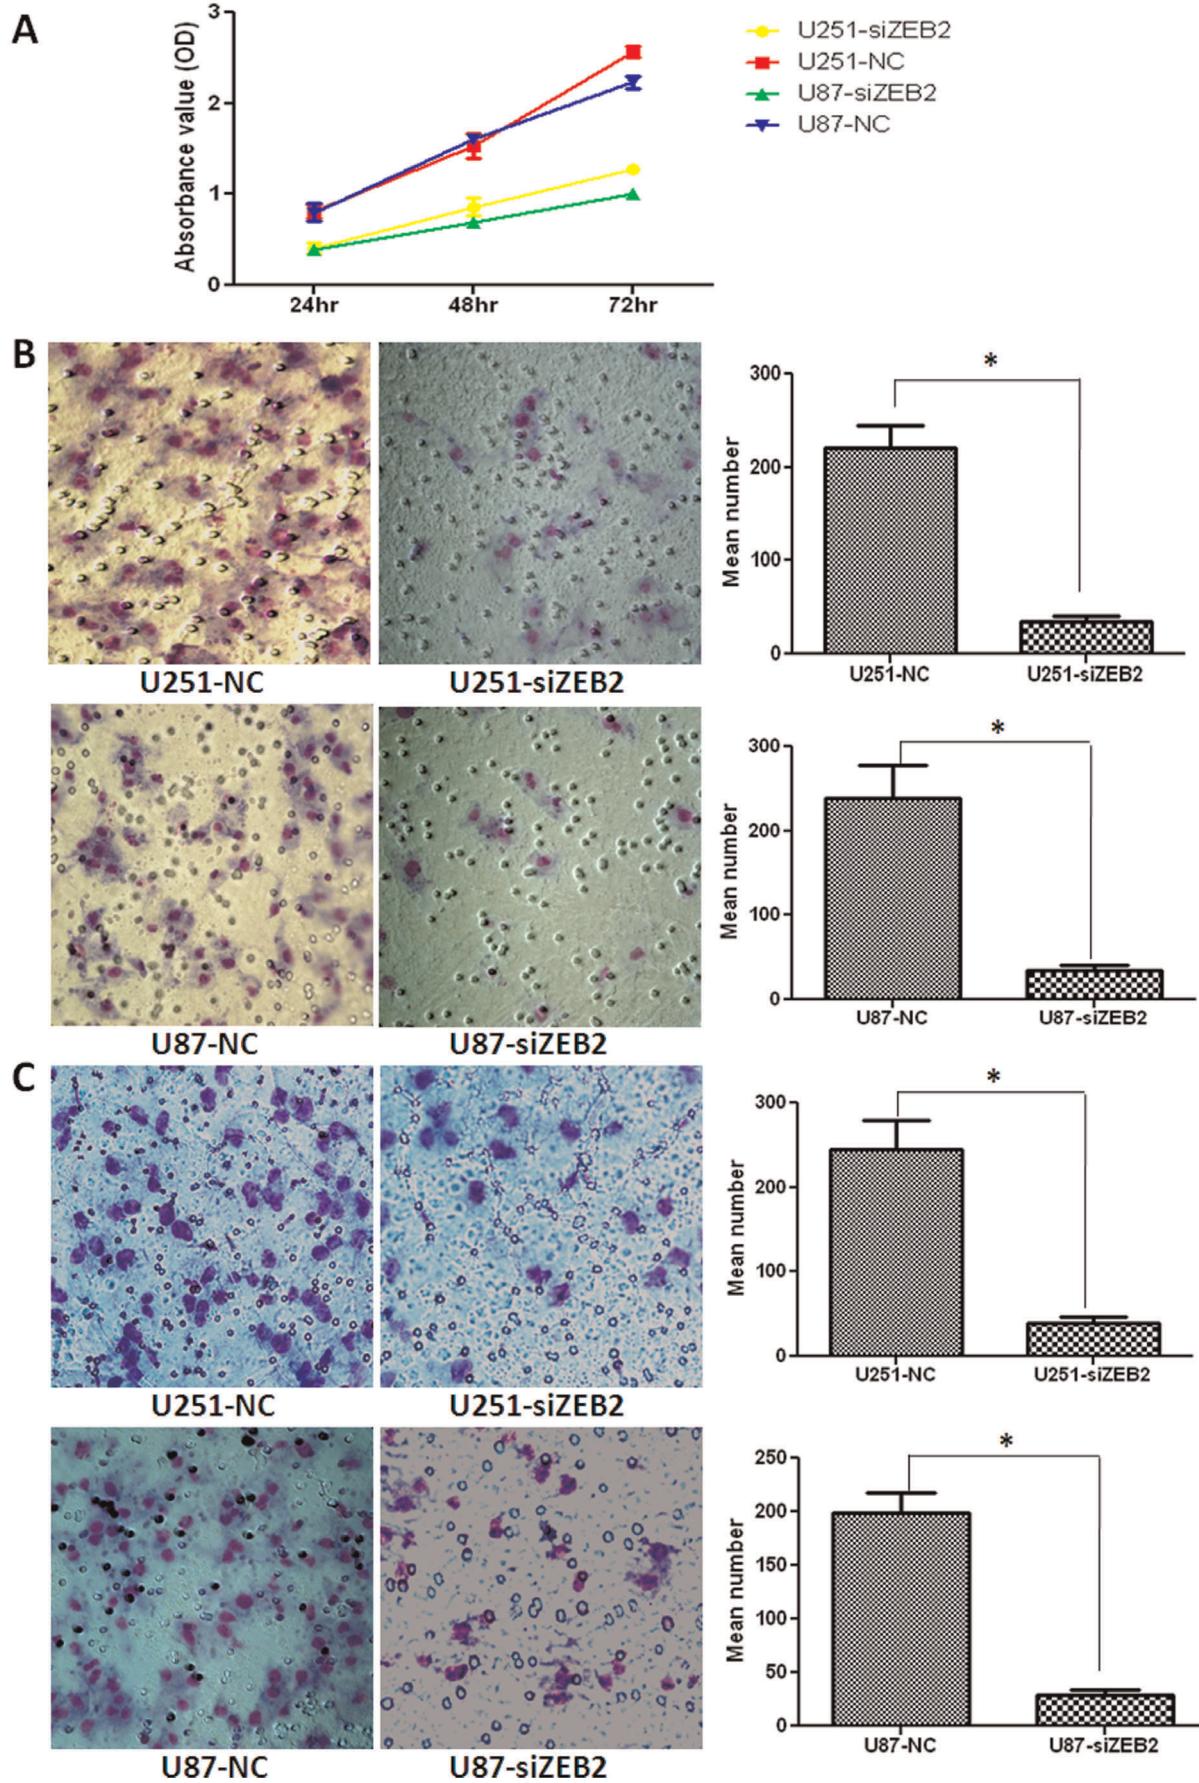 A
Absorbance value (OD)
3
2
1
0
24hr 48hr 72hr
U251-siZEB2
U251-NC
U87-siZEB2
U87-NC
B
U251-NC
U251-siZEB2
Mean number
300
200
100
0
*
U251-NC U251-siZEB2
U87-NC
U87-siZEB2
Mean number
300
200
100
0
*
U87-NC U87-siZEB2
C
U251-NC
U251-siZEB2
Mean number
300
200
100
0
*
U251-NC U251-siZEB2
U87-NC
U87-siZEB2
Mean number
250
200
150
100
50
0
*
U87-NC U87-siZEB2